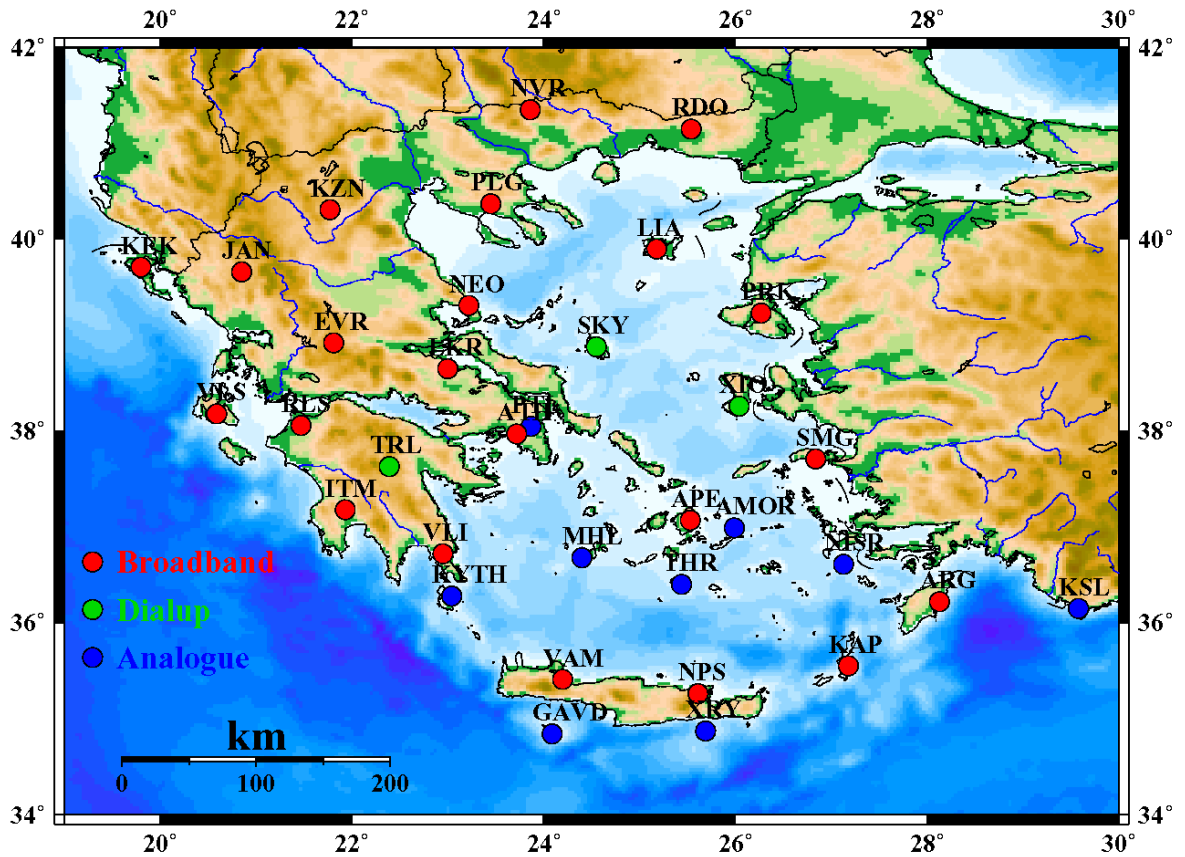 20° 22° 24° 26° 28° 30°
42° 42°
NVR
RDO
KZN
PLG
LIA
40° 40°
KEK
JAN
NEO
PRK
EVR
SKY
LKR
XIO
VLS
RLS
ATH
38° 38°
TRL
SMG
ITM
APE
AMOR
VLI
MHL
NISR
Broadband
THR
KYTH
ARG
KSL
Dialup
36° 36°
Analogue
KAP
VAM
NPS
GAVD
XRY
km
0 100 200
34° 34°
20° 22° 24° 26° 28° 30°